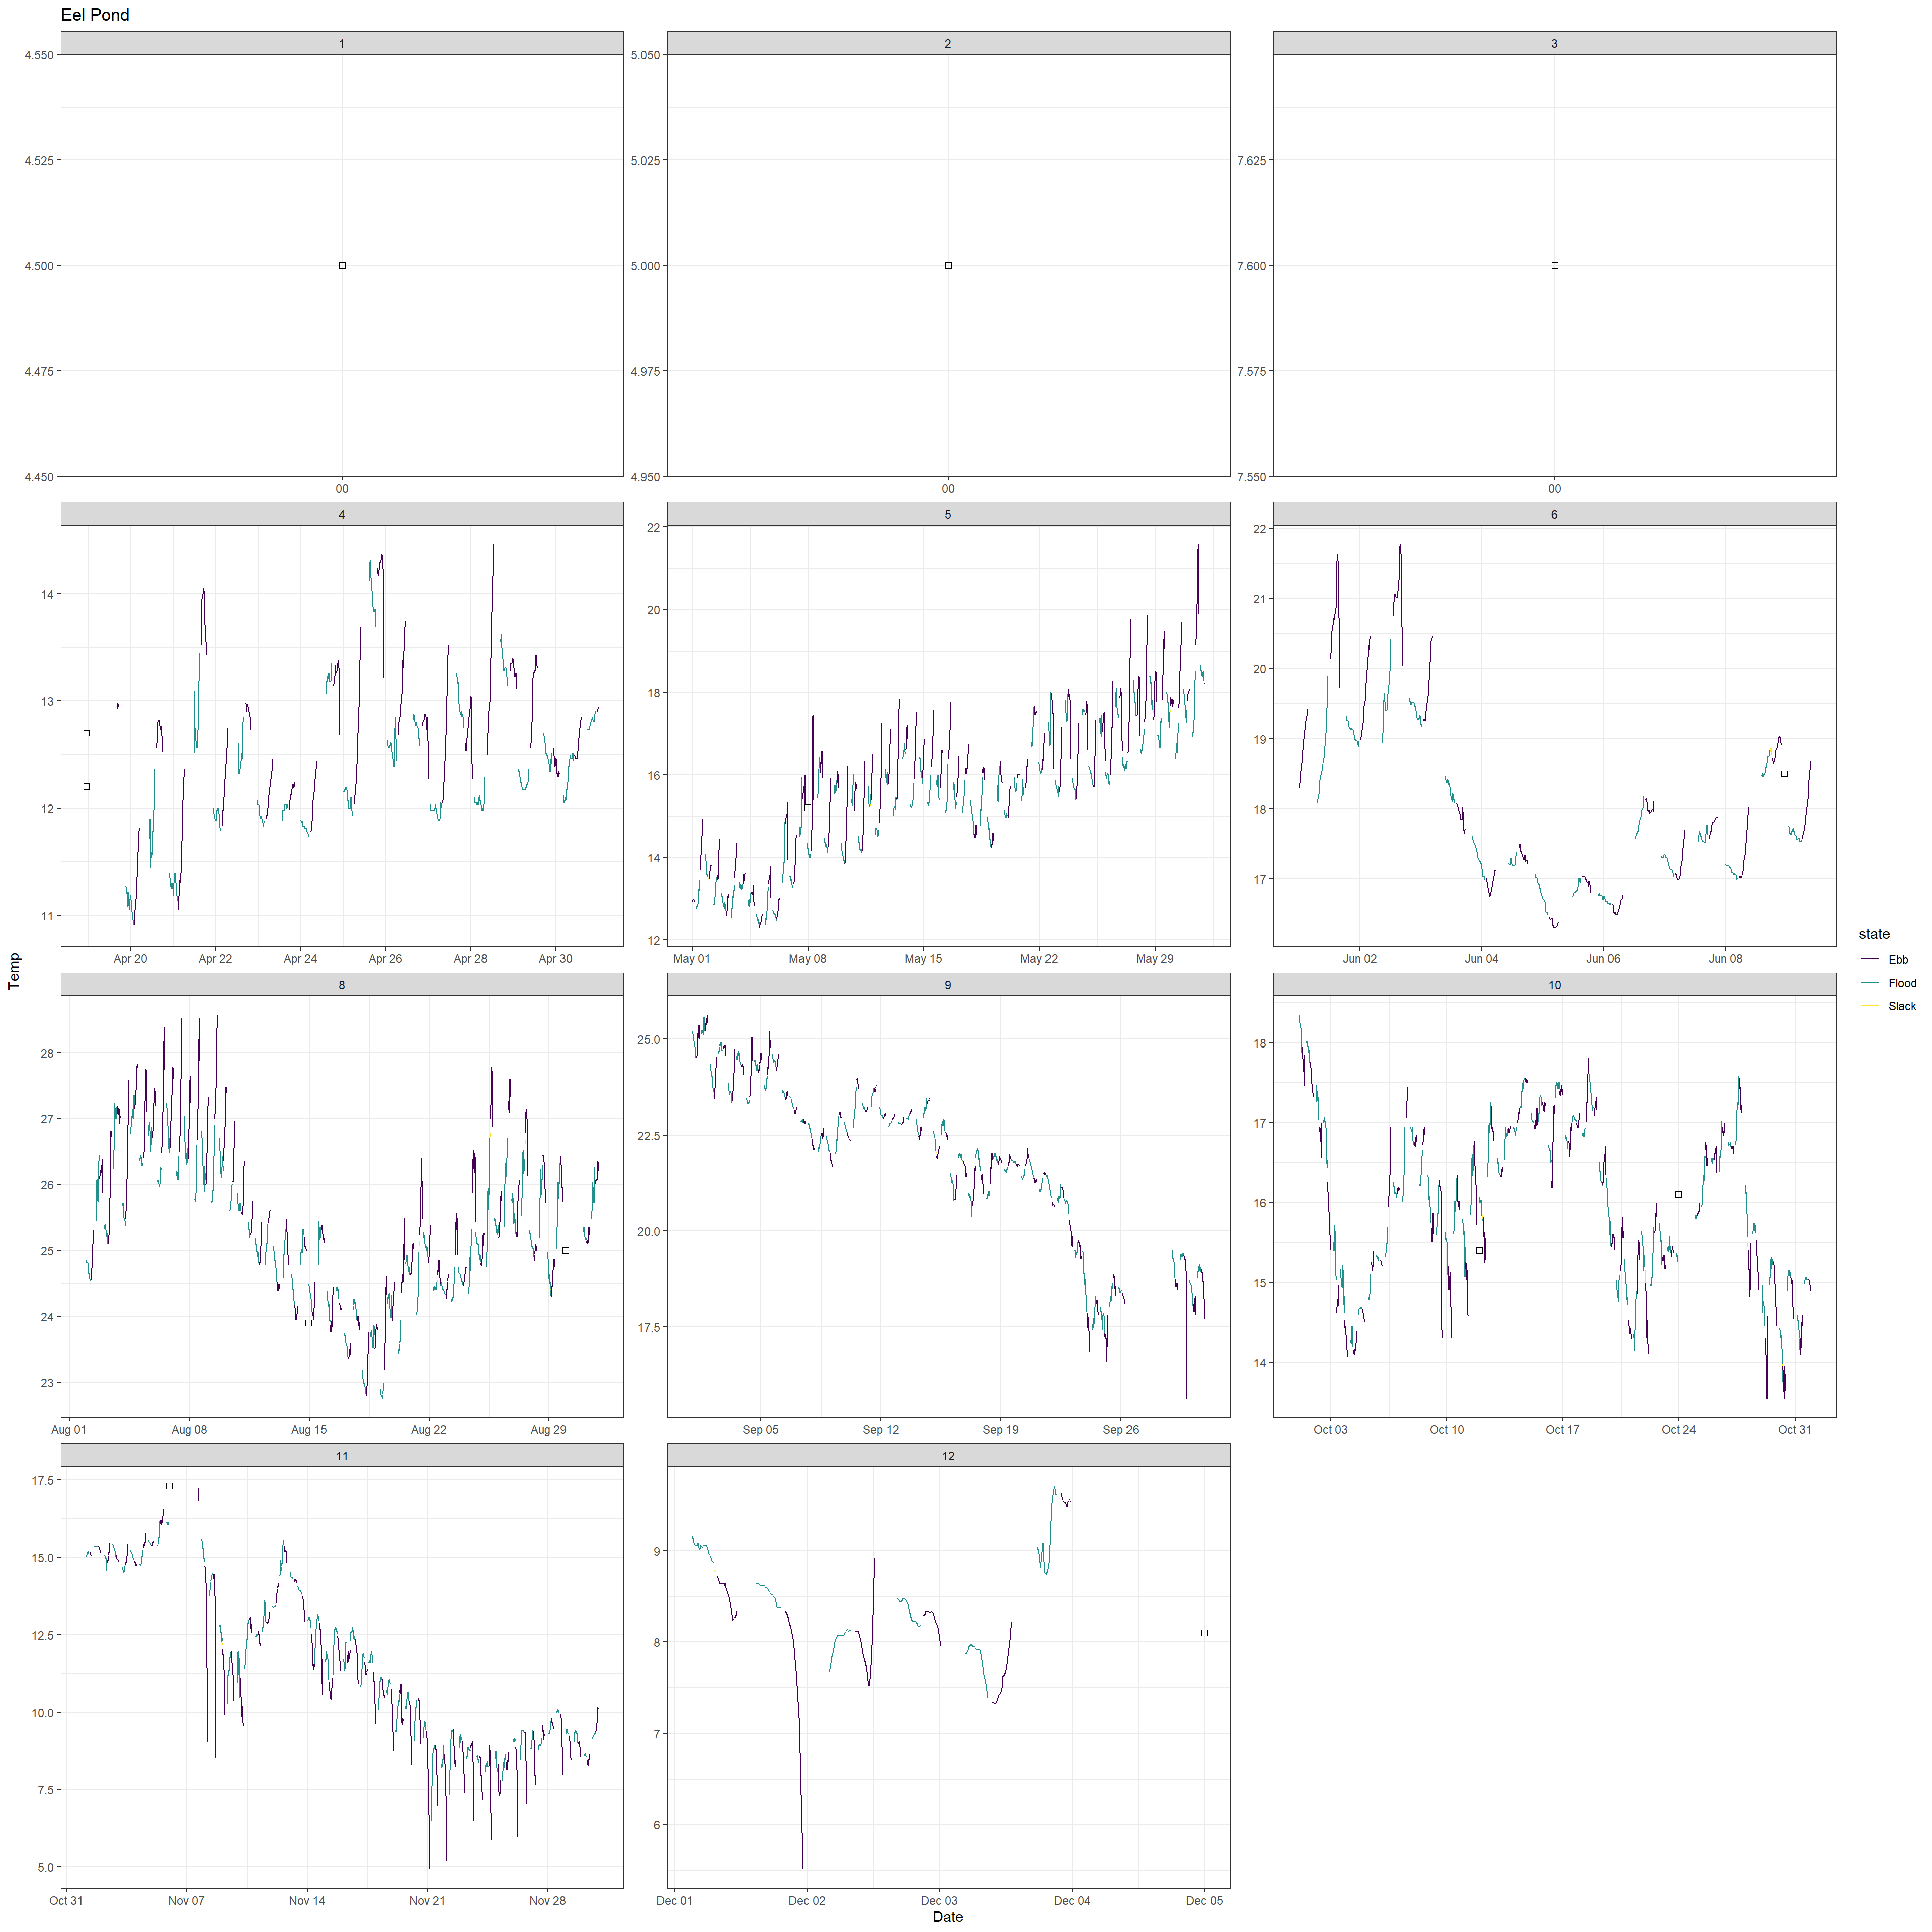 Eel Pond
1
2
3
4.550
4.525
4.500
4.475
4.450
5.050
5.025
5.000
4.975
4.950
7.625
7.600
7.575
7.550
00
00
00
4
5
6
14
13
12
11
22
20
18
16
14
12
22
21
20
19
18
17
Apr 20
Apr 22
Apr 24
Apr 26
Apr 28
Apr 30
May 01
May 08
May 15
May 22
May 29
Jun 02
Jun 04
Jun 06
Jun 08
Temp
state
Ebb
Flood
Slack
8
9
10
28
27
26
25
24
23
25.0
22.5
20.0
17.5
18
17
16
15
14
Aug 01
Aug 08
Aug 15
Aug 22
Aug 29
Sep 05
Sep 12
Sep 19
Sep 26
Oct 03
Oct 10
Oct 17
Oct 24
Oct 31
11
12
17.5
15.0
12.5
10.0
7.5
5.0
9
8
7
6
Oct 31
Nov 07
Nov 14
Nov 21
Nov 28
Dec 01
Dec 02
Dec 03
Dec 04
Dec 05
Date